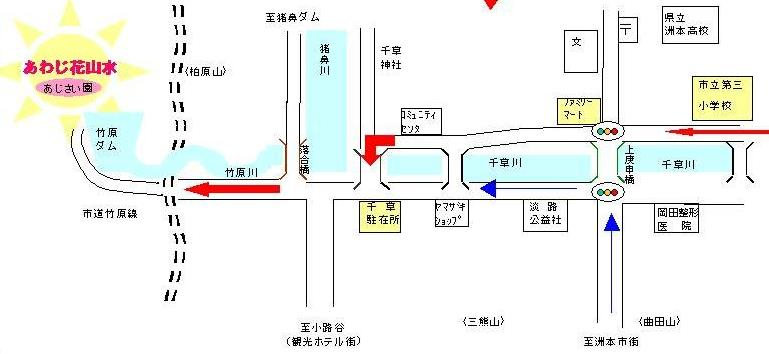 至猪鼻ダム
県立
洲本高校
文
〒
猪鼻川
千草
神社
あわじ花山水
あじさい園
〈柏原山〉
市立第三
小学校
ファミリー
マート
コミュニティ
センタ
竹原
ダム
落合橋
竹原川
千草川
上庚申橋
千草川
市道竹原線
千草
駐在所
ヤマザキ
ショップ
淡路
公益社
岡田整形
医院
至小路谷
(観光ホテル街)
〈三熊山〉
〈曲田山〉
至洲本市街